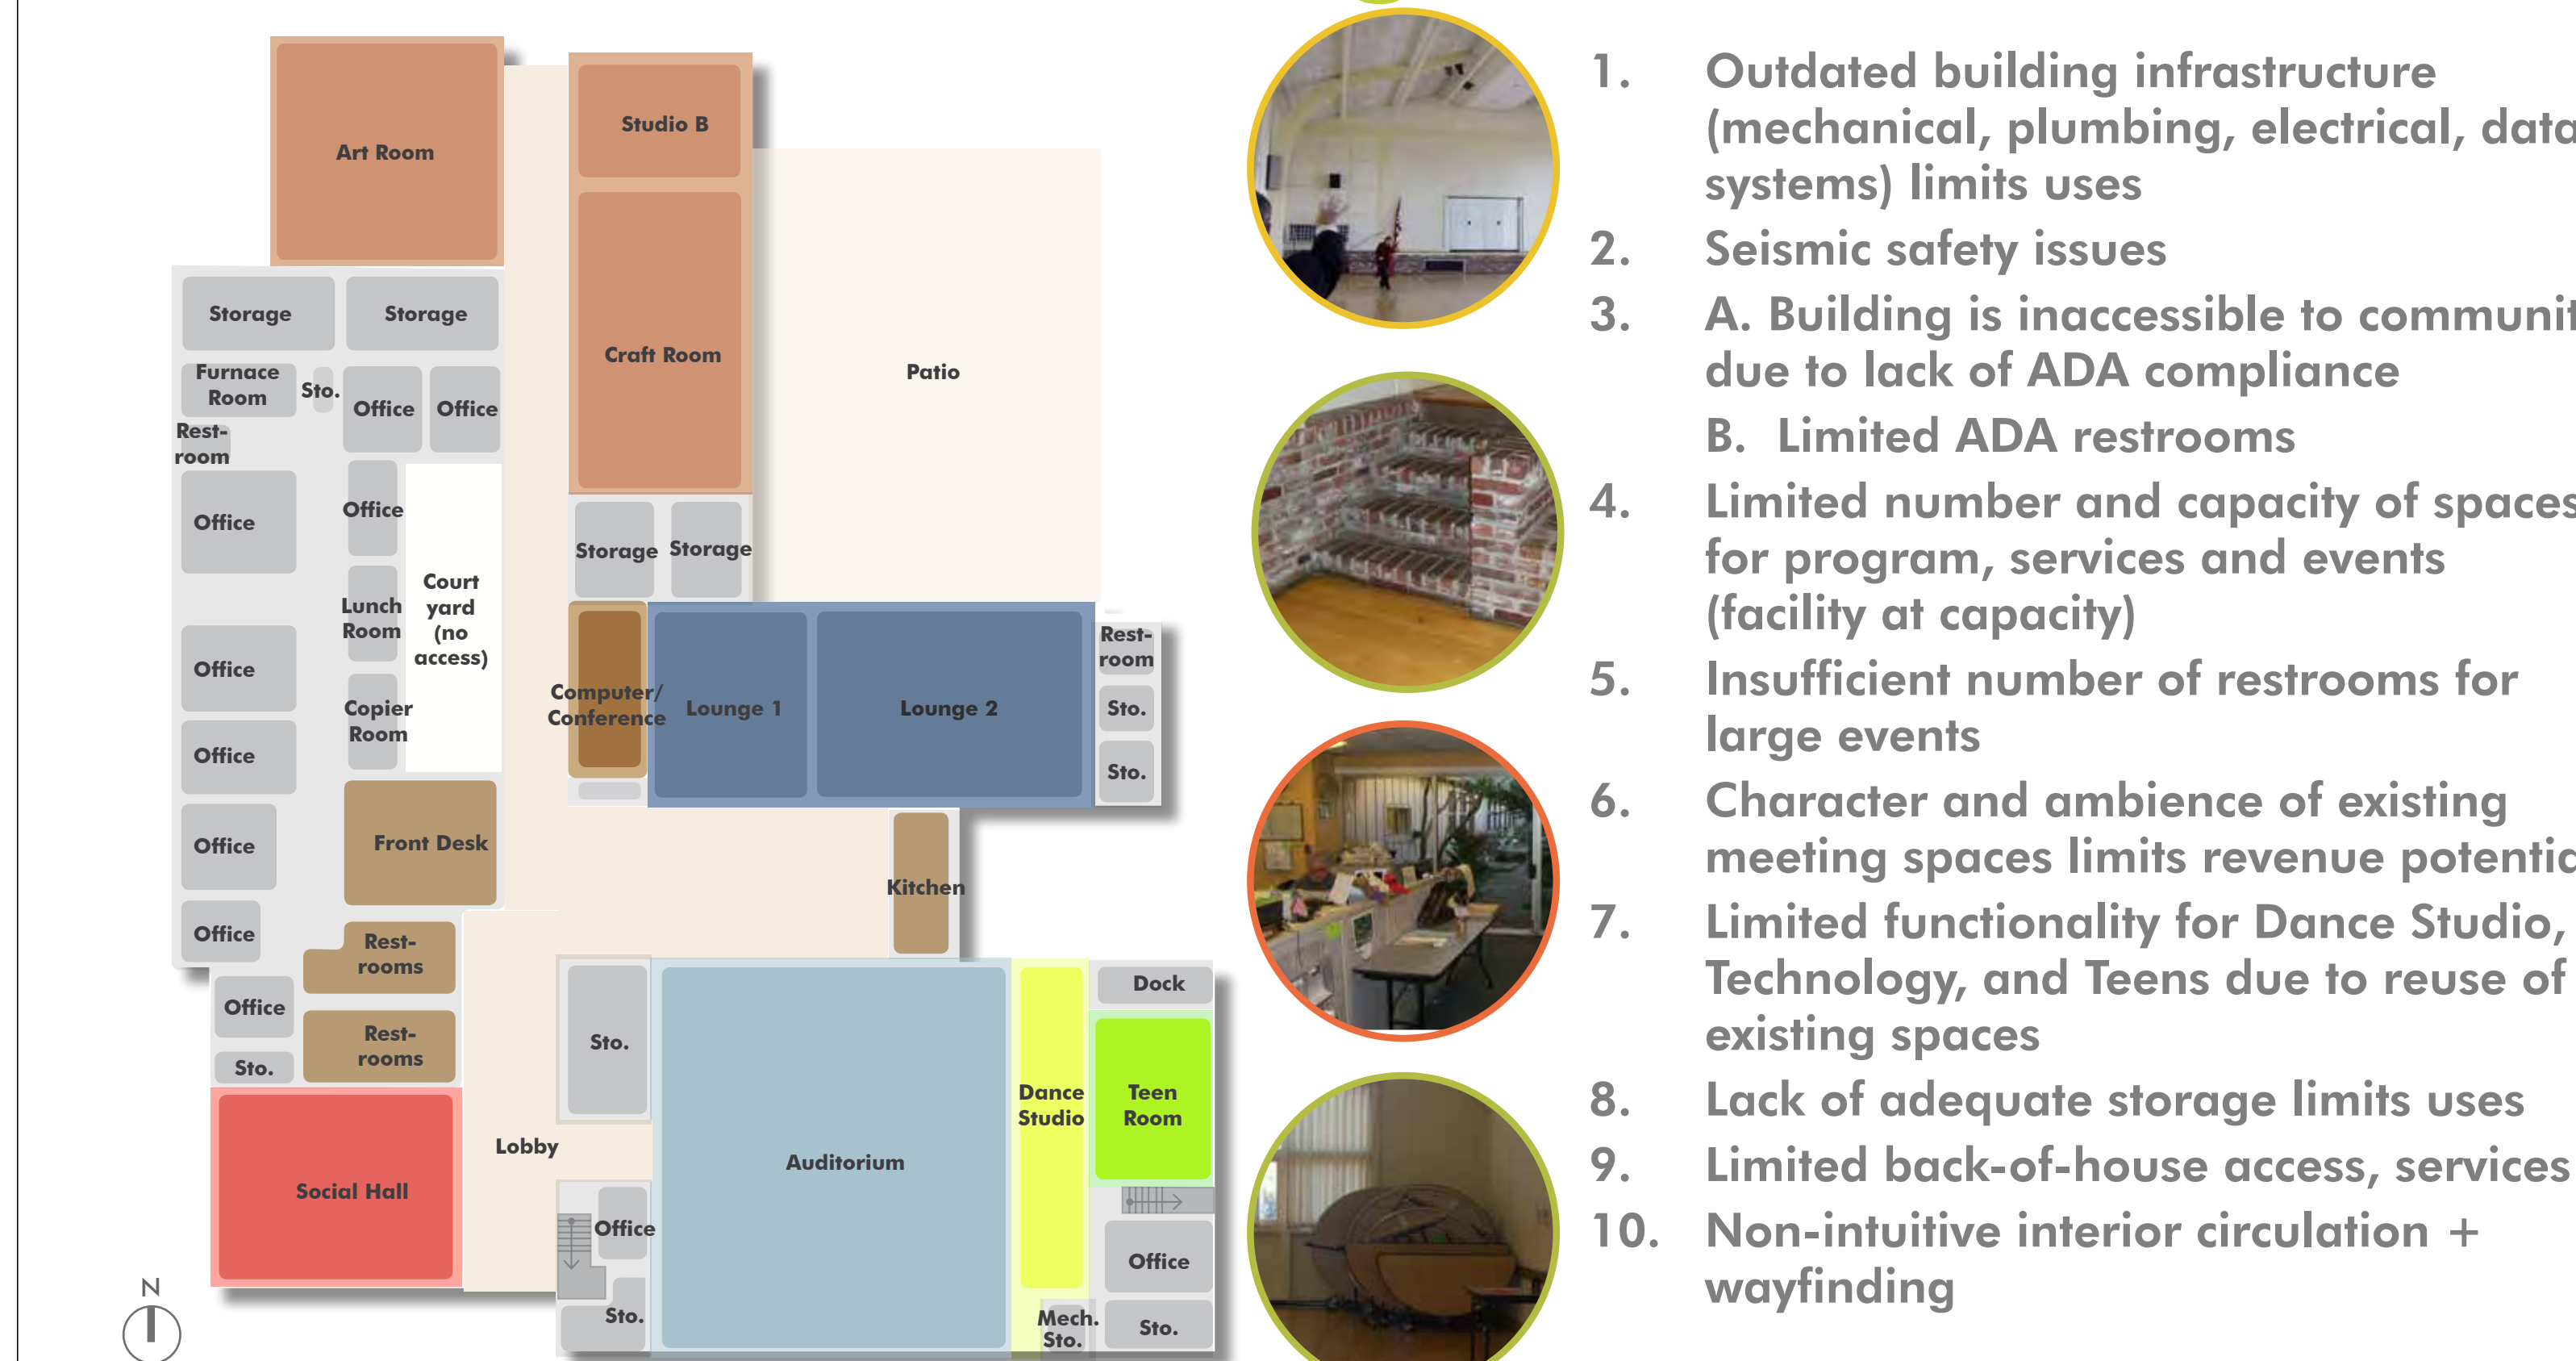 Art Room
Studio B
Storage
Storage
Craft Room
Patio
Furnace
Room
Sto.
Office
Office
Rest-
room
Office
Office
Storage
Storage
Court
yard
(no
access)
Lunch
Room
Office
Rest-
room
Computer/
Conference
Lounge 1
Lounge 2
Sto.
Copier
Room
Office
Sto.
Front Desk
Office
Kitchen
Office
Rest-
rooms
Office
Dock
Rest-
rooms
Sto.
Sto.
Dance
Studio
Teen
Room
Lobby
Auditorium
Social Hall
Office
Office
Sto.
Mech.
Sto.
Sto.
N
1. Outdated building infrastructure
(mechanical, plumbing, electrical, data
systems) limits uses
2. Seismic safety issues
3. A. Building is inaccessible to communit
due to lack of ADA compliance
B. Limited ADA restrooms
4. Limited number and capacity of spaces
for program, services and events
(facility at capacity)
5. Insufficient number of restrooms for
large events
6. Character and ambience of existing
meeting spaces limits revenue potentia
7. Limited functionality for Dance Studio,
Technology, and Teens due to reuse of
existing spaces
8. Lack of adequate storage limits uses
9. Limited back-of-house access, services
10. Non-intuitive interior circulation +
wayfinding